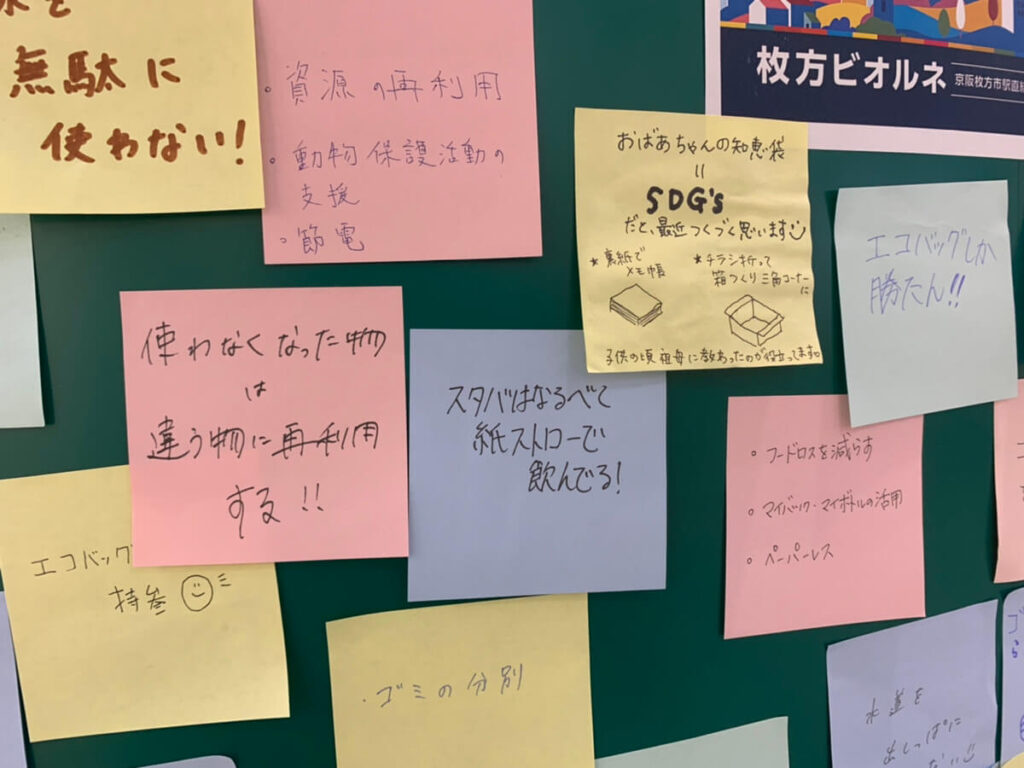 無駄に
使わない!
・資源の再利用
・動物保護活動の
支援
・節電
枚方ビオルネ
京阪枚方市駅直結
おばあちゃんの知恵袋
=
SDG's
だと、最近つくづく思います
★裏紙で
メモ帳
★チラシ折って
箱つくり三角コーナー
に
子供の頃祖母に教わったのが役立ってます。
エコバッグしか
勝たん!!
使わなくなった物
は
違う物に再利用
する!!
スタバはなるべく
紙ストローで
飲んでる!
・フードロスを減らす
・マイバック・マイボトルの活用
・ペーパーレス
エコバッグ
持参
・ゴミの分別
水道を
出しっぱに
ない